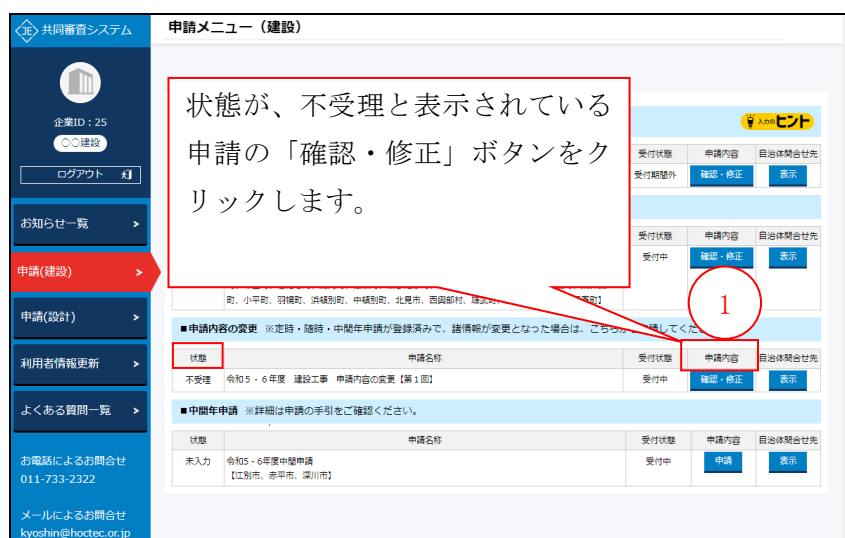 JE 共同審査システム
申請メニュー（建設）
企業ID：25
〇〇建設
ログアウト
お知らせ一覧 >
申請(建設) >
申請(設計) >
利用者情報更新 >
よくある質問一覧 >
お電話によるお問合せ
011-733-2322
メールによるお問合せ
kyoshin@hoctec.or.jp
状態が、不受理と表示されている
申請の「確認・修正」ボタンをク
リックします。
入力のヒント
受付状態 申請内容 自治体問合せ先
受付期間外 確認・修正 表示
受付状態 申請内容 自治体問合せ先
受付中 確認・修正 表示
町、小平町、羽幌町、浜頓別町、中頓別町、北見市、西興部村、雄武町
1
■申請内容の変更 ※定時・随時・中間年申請が登録済みで、諸情報が変更となった場合は、こちら
状態 申請名称 受付状態 申請内容 自治体問合せ先
不受理 令和5・6年度 建設工事 申請内容の変更【第1回】 受付中 確認・修正 表示
■中間年申請 ※詳細は申請の手引をご確認ください。
状態 申請名称 受付状態 申請内容 自治体問合せ先
未入力 令和5・6年度中間申請 受付中 申請 表示
【江別市、赤平市、深川市】